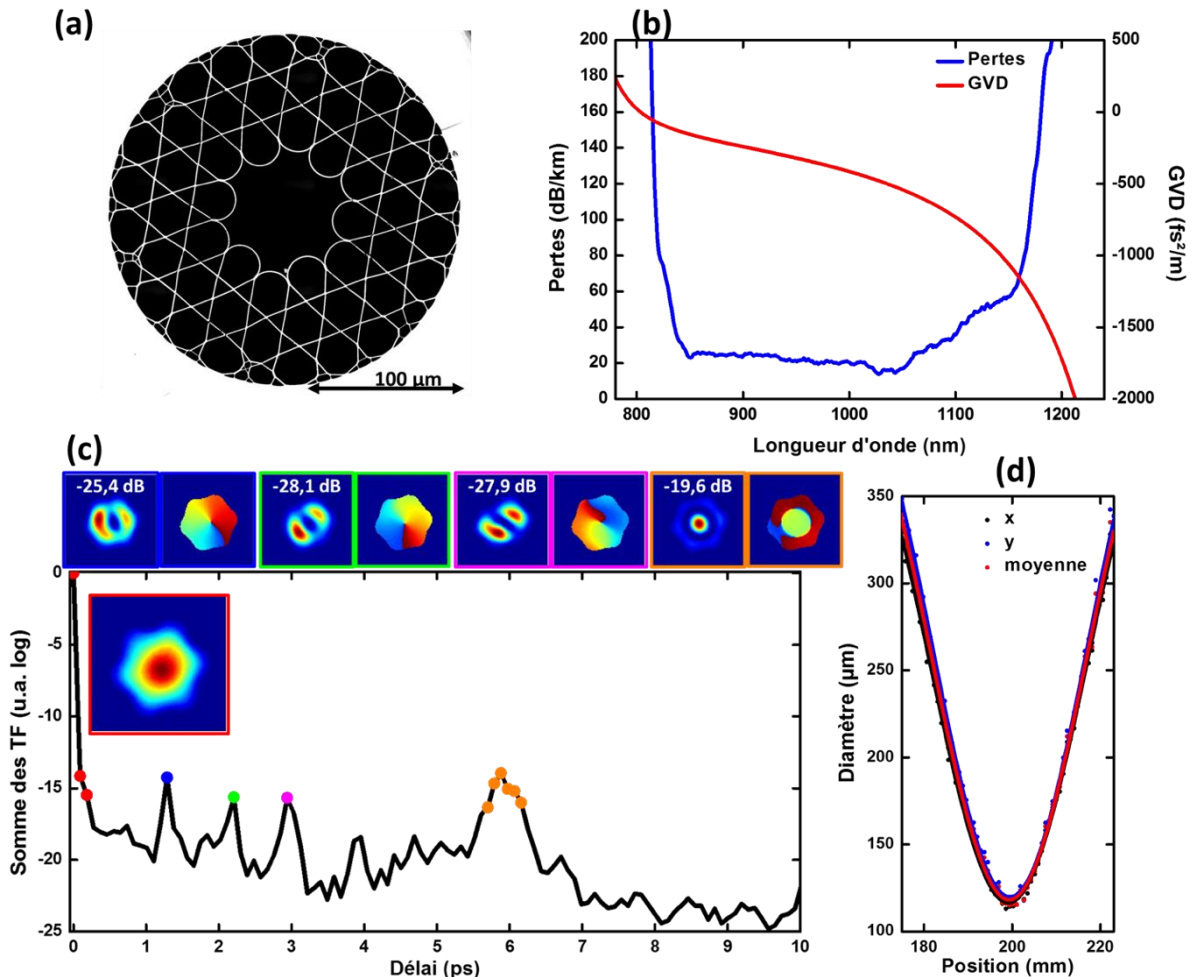 (a)
100 µm
(b)
Pertes
GVD
200
180
160
140
120
100
80
60
40
20
0
Pertes (dB/km)
500
0
-500
-1000
-1500
-2000
GVD (fs²/m)
800
900
1000
1100
1200
Longueur d'onde (nm)
(c)
-25,4 dB
-28,1 dB
-27,9 dB
-19,6 dB
0
-5
-10
-15
-20
-25
Somme des TF (u.a. log)
0
1
2
3
4
5
6
7
8
9
10
Délai (ps)
(d)
x
y
moyenne
350
300
250
200
150
100
Diamètre (µm)
180
200
220
Position (mm)